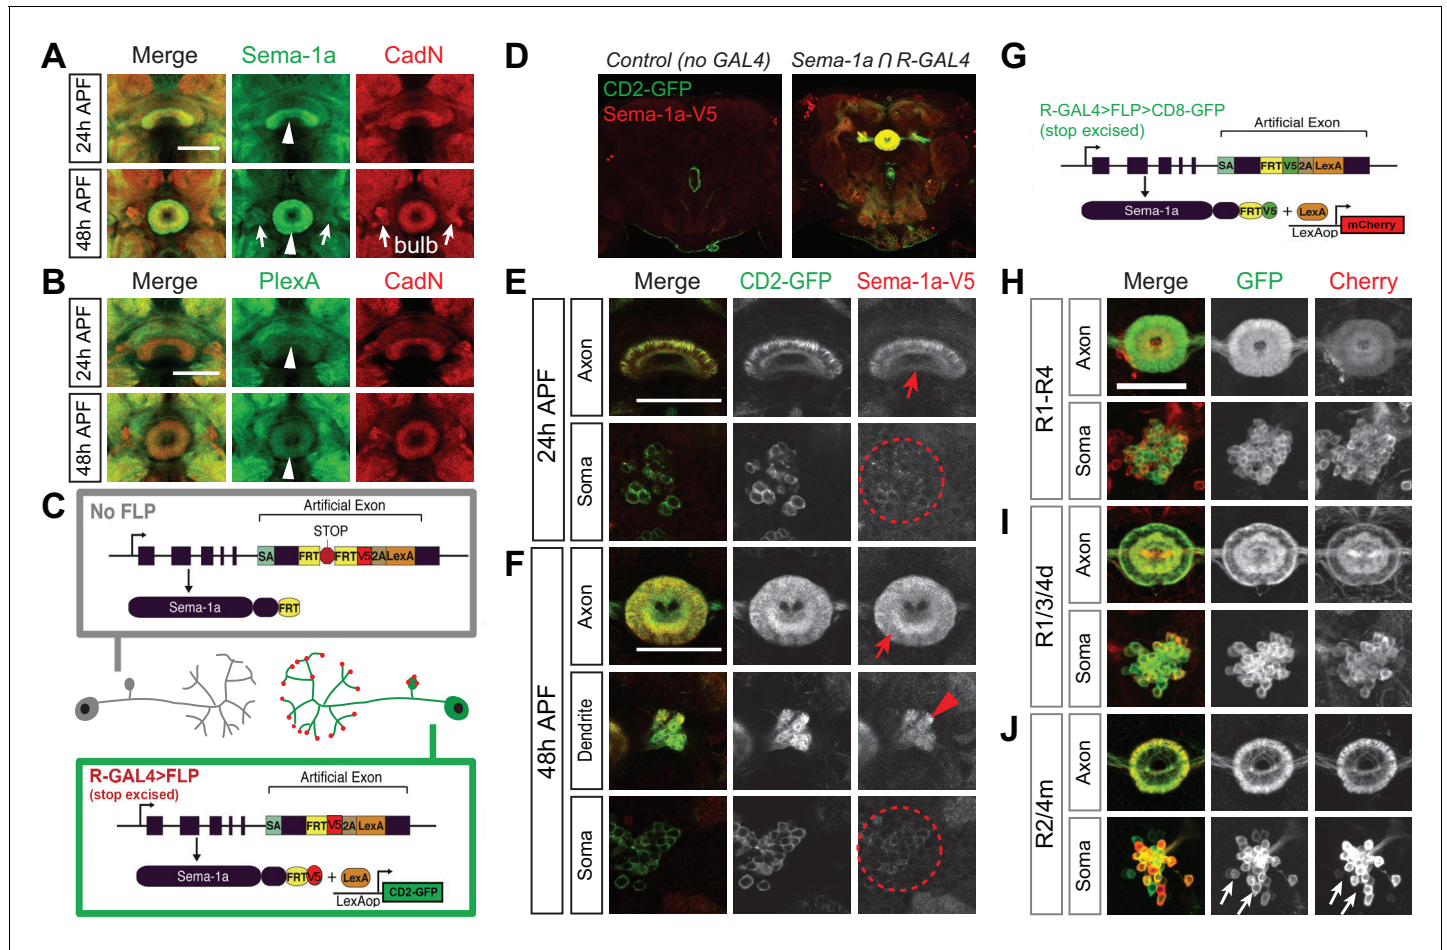 A
Merge Sema-1a CadN
24h APF
48h APF
bulb
B
Merge PlexA CadN
24h APF
48h APF
C
No FLP
Artificial Exon
STOP
SA FRT FRT V5 2A LexA
Sema-1a FRT
R-GAL4>FLP
(stop excised)
Artificial Exon
SA FRT V5 2A LexA
Sema-1a FRT V5 + LexA
LexAop CD2-GFP
D
Control (no GAL4) Sema-1a ∩ R-GAL4
CD2-GFP
Sema-1a-V5
E
Merge CD2-GFP Sema-1a-V5
24h APF
Axon
Soma
F
48h APF
Axon
Dendrite
Soma
G
R-GAL4>FLP>CD8-GFP
(stop excised)
Artificial Exon
SA FRT V5 2A LexA
Sema-1a FRT V5 + LexA
LexAop mCherry
H
Merge GFP Cherry
R1-R4
Axon
Soma
I
R1/3/4d
Axon
Soma
J
R2/4m
Axon
Soma